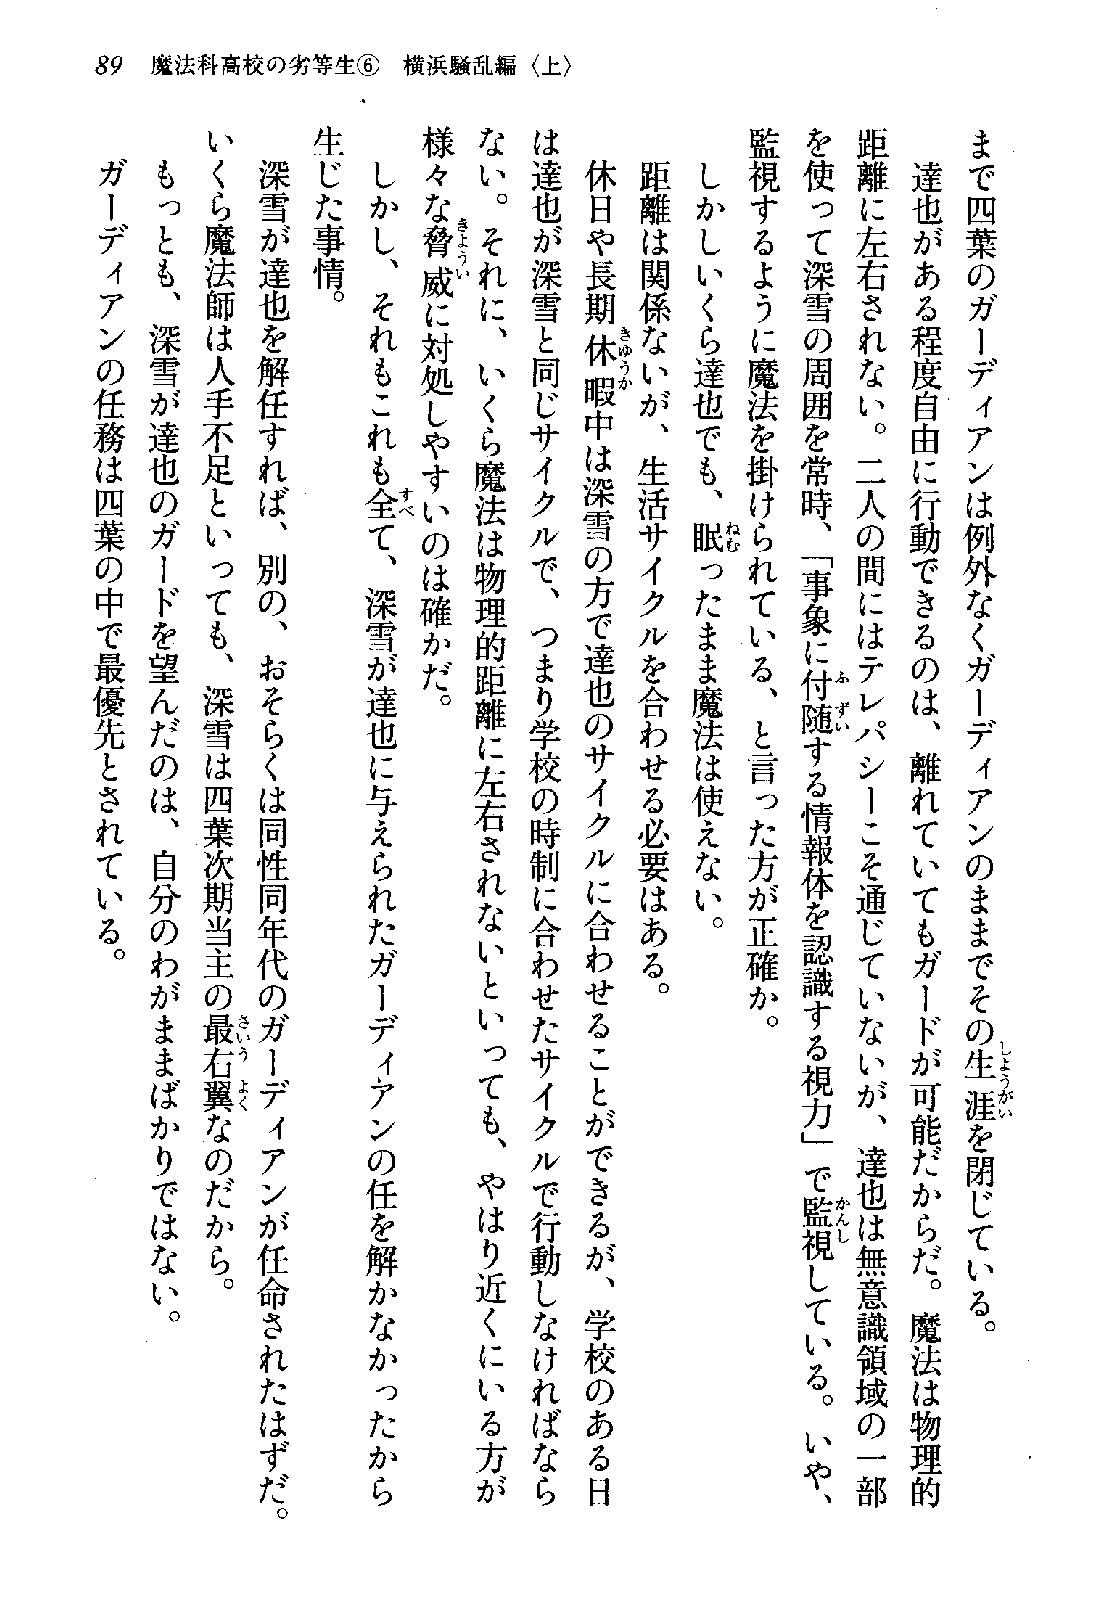 89　魔法科高校の劣等生⑥　横浜騒乱編〈上〉
まで四葉のガーディアンは例外なくガーディアンのままでその生涯を閉じている。
　達也がある程度自由に行動できるのは、離れていてもガードが可能だからだ。魔法は物理的
距離に左右されない。二人の間にはテレパシーこそ通じていないが、達也は無意識領域の一部
を使って深雪の周囲を常時、「事象に付随する情報体を認識する視力」で監視している。いや、
監視するように魔法を掛けられている、と言った方が正確か。
　しかしいくら達也でも、眠ったまま魔法は使えない。
　距離は関係ないが、生活サイクルを合わせる必要はある。
　休日や長期休暇中は深雪の方で達也のサイクルに合わせることができるが、学校のある日
は達也が深雪と同じサイクルで、つまり学校の時制に合わせたサイクルで行動しなければなら
ない。それに、いくら魔法は物理的距離に左右されないといっても、やはり近くにいる方が
様々な脅威に対処しやすいのは確かだ。
　しかし、それもこれも全て、深雪が達也に与えられたガーディアンの任を解かなかったから
生じた事情。
　深雪が達也を解任すれば、別の、おそらくは同性同年代のガーディアンが任命されたはずだ。
いくら魔法師は人手不足といっても、深雪は四葉次期当主の最右翼なのだから。
　もっとも、深雪が達也のガードを望んだのは、自分のわがままばかりではない。
　ガーディアンの任務は四葉の中で最優先とされている。